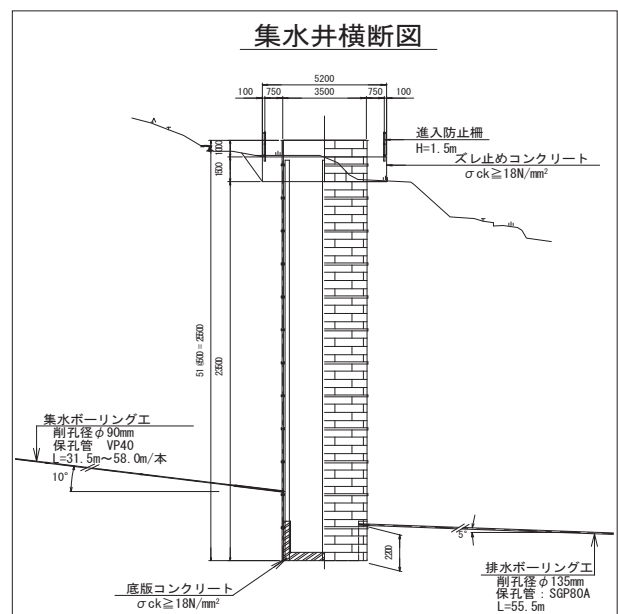 集水井横断図
5200
100 750 3500 750 100
進入防止柵
H=1.5m
ズレ止めコンクリート
σck≧18N/mm²
1000
1500
23500
集水ボーリング工
削孔径φ90mm
保孔管 VP40
L=31.5m～58.0m/本
10°
5°
2200
底版コンクリート
σck≧18N/mm²
排水ボーリング工
削孔径φ135mm
保孔管：SGP80A
L=55.5m